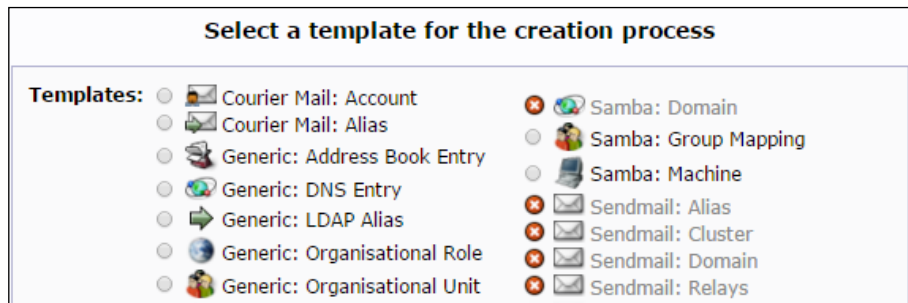 Select a template for the creation process
Templates:
Courier Mail: Account
Courier Mail: Alias
Generic: Address Book Entry
Generic: DNS Entry
Generic: LDAP Alias
Generic: Organisational Role
Generic: Organisational Unit
Samba: Domain
Samba: Group Mapping
Samba: Machine
Sendmail: Alias
Sendmail: Cluster
Sendmail: Domain
Sendmail: Relays